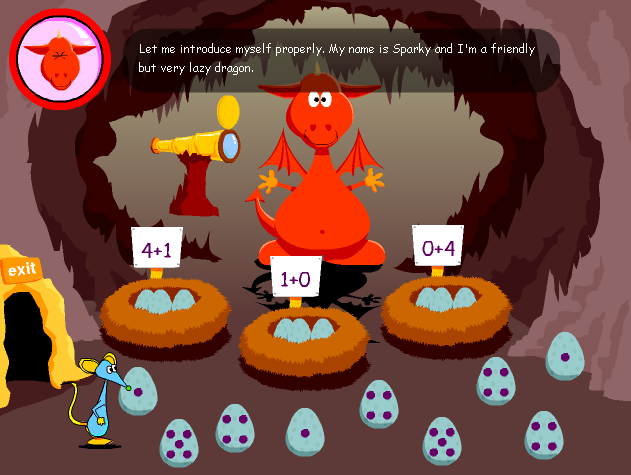 Let me introduce myself properly. My name is Sparky and I'm a friendly
but very lazy dragon.
4+1
1+0
0+4
exit